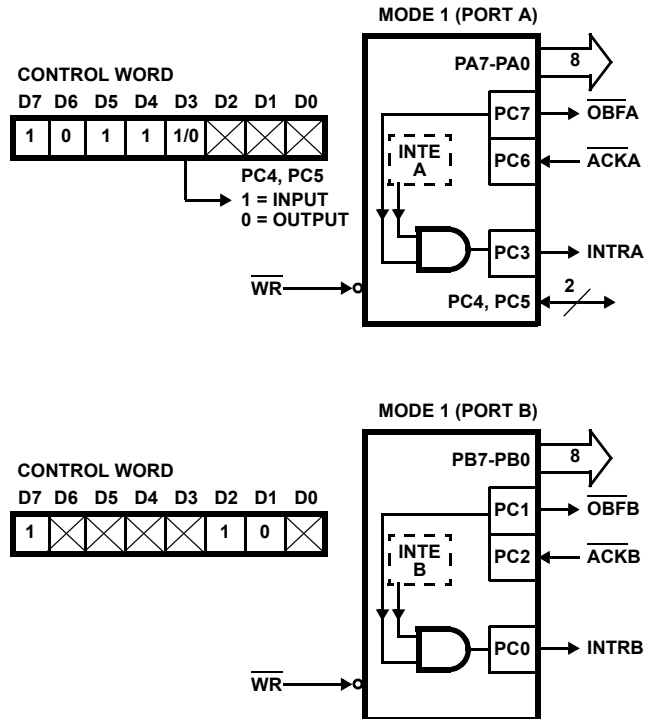 MODE 1 (PORT A)
CONTROL WORD
D7 D6 D5 D4 D3 D2 D1 D0
1 0 1 1 1/0
PC4, PC5
1 = INPUT
0 = OUTPUT
WR
PA7-PA0
8
PC7
OBFA
INTE
A
PC6
ACKA
PC3
INTRA
PC4, PC5
2
MODE 1 (PORT B)
CONTROL WORD
D7 D6 D5 D4 D3 D2 D1 D0
1 1 0
WR
PB7-PB0
8
PC1
OBFB
INTE
B
PC2
ACKB
PC0
INTRB